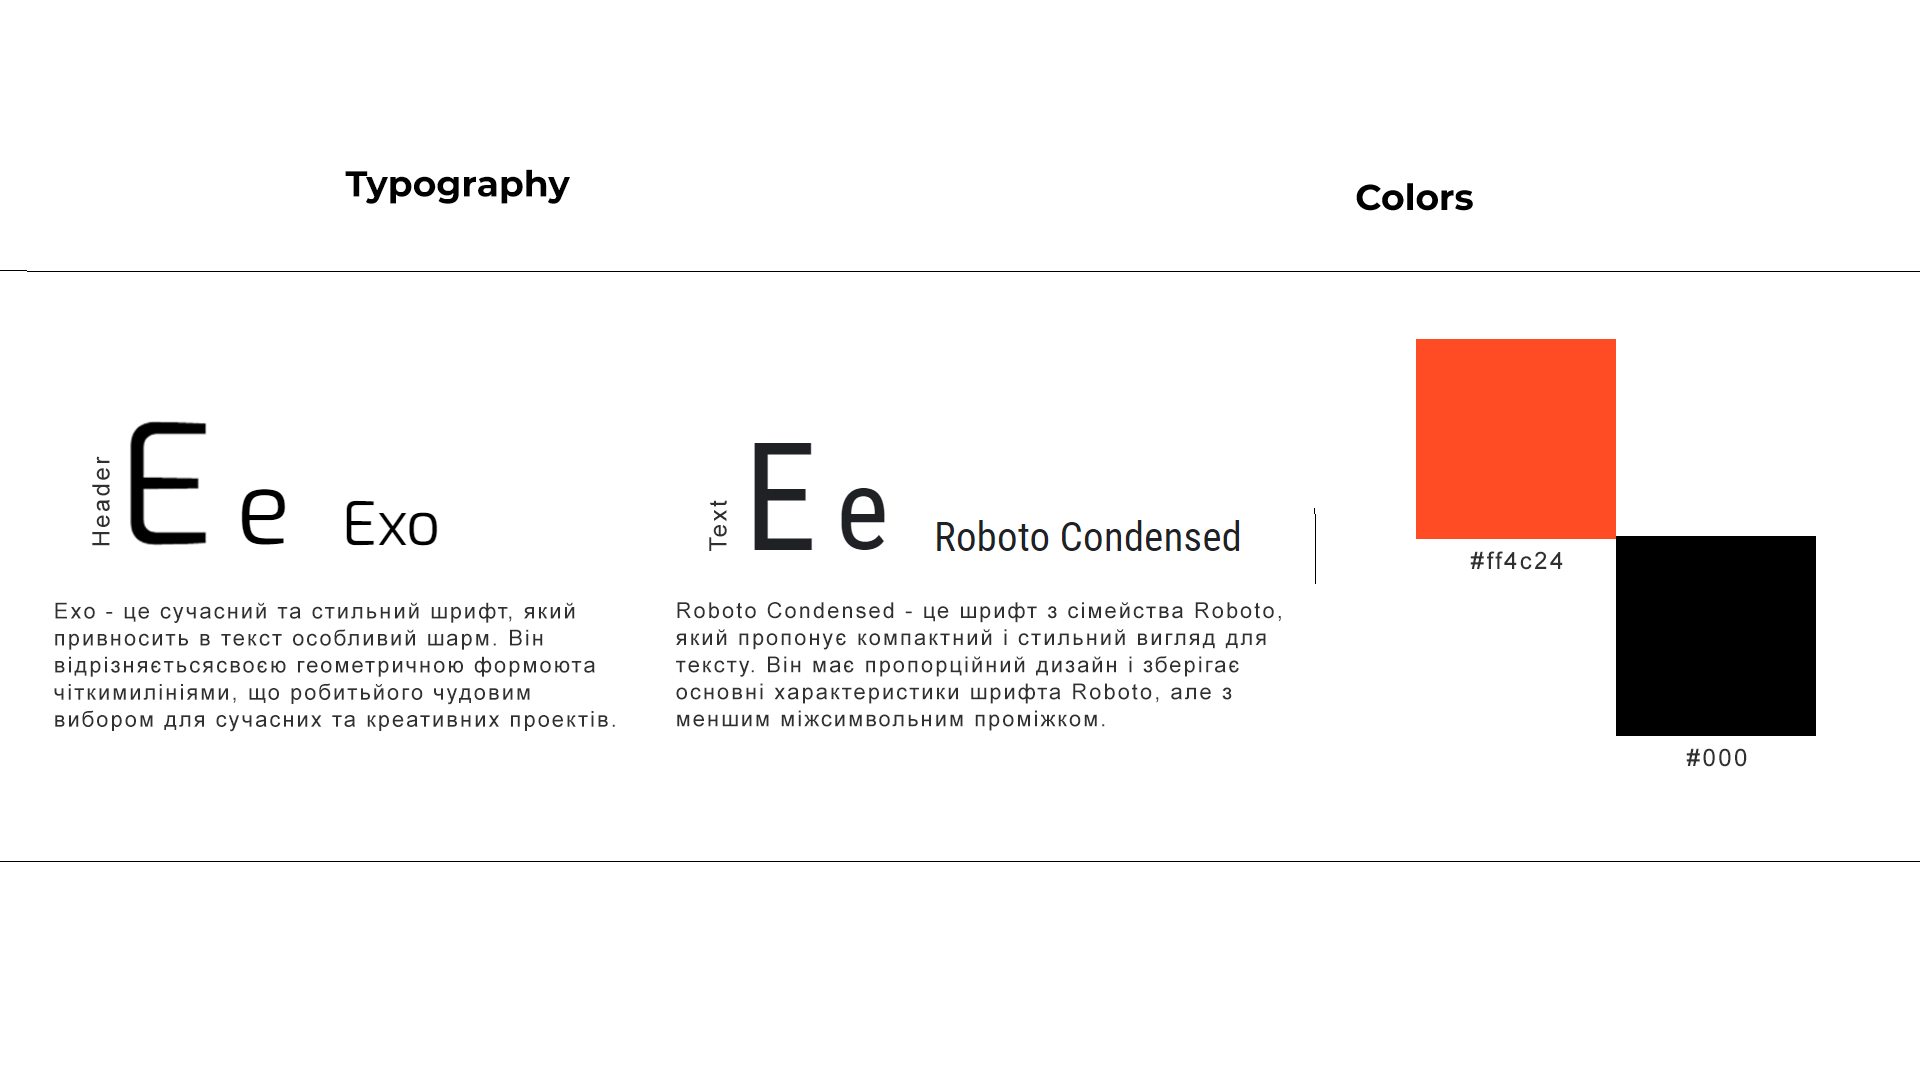 Typography
Colors
Header
E e Exo
Text
E e Roboto Condensed
Exo - це сучасний та стильний шрифт, який
привносить в текст особливий шарм. Він
відрізняєтьсясвоєю геометричною формоюта
чіткимилініями, що робитьйого чудовим
вибором для сучасних та креативних проектів.
Roboto Condensed - це шрифт з сімейства Roboto,
який пропонує компактний і стильний вигляд для
тексту. Він має пропорційний дизайн і зберігає
основні характеристики шрифта Roboto, але з
меншим міжсимвольним проміжком.
#ff4c24
#000